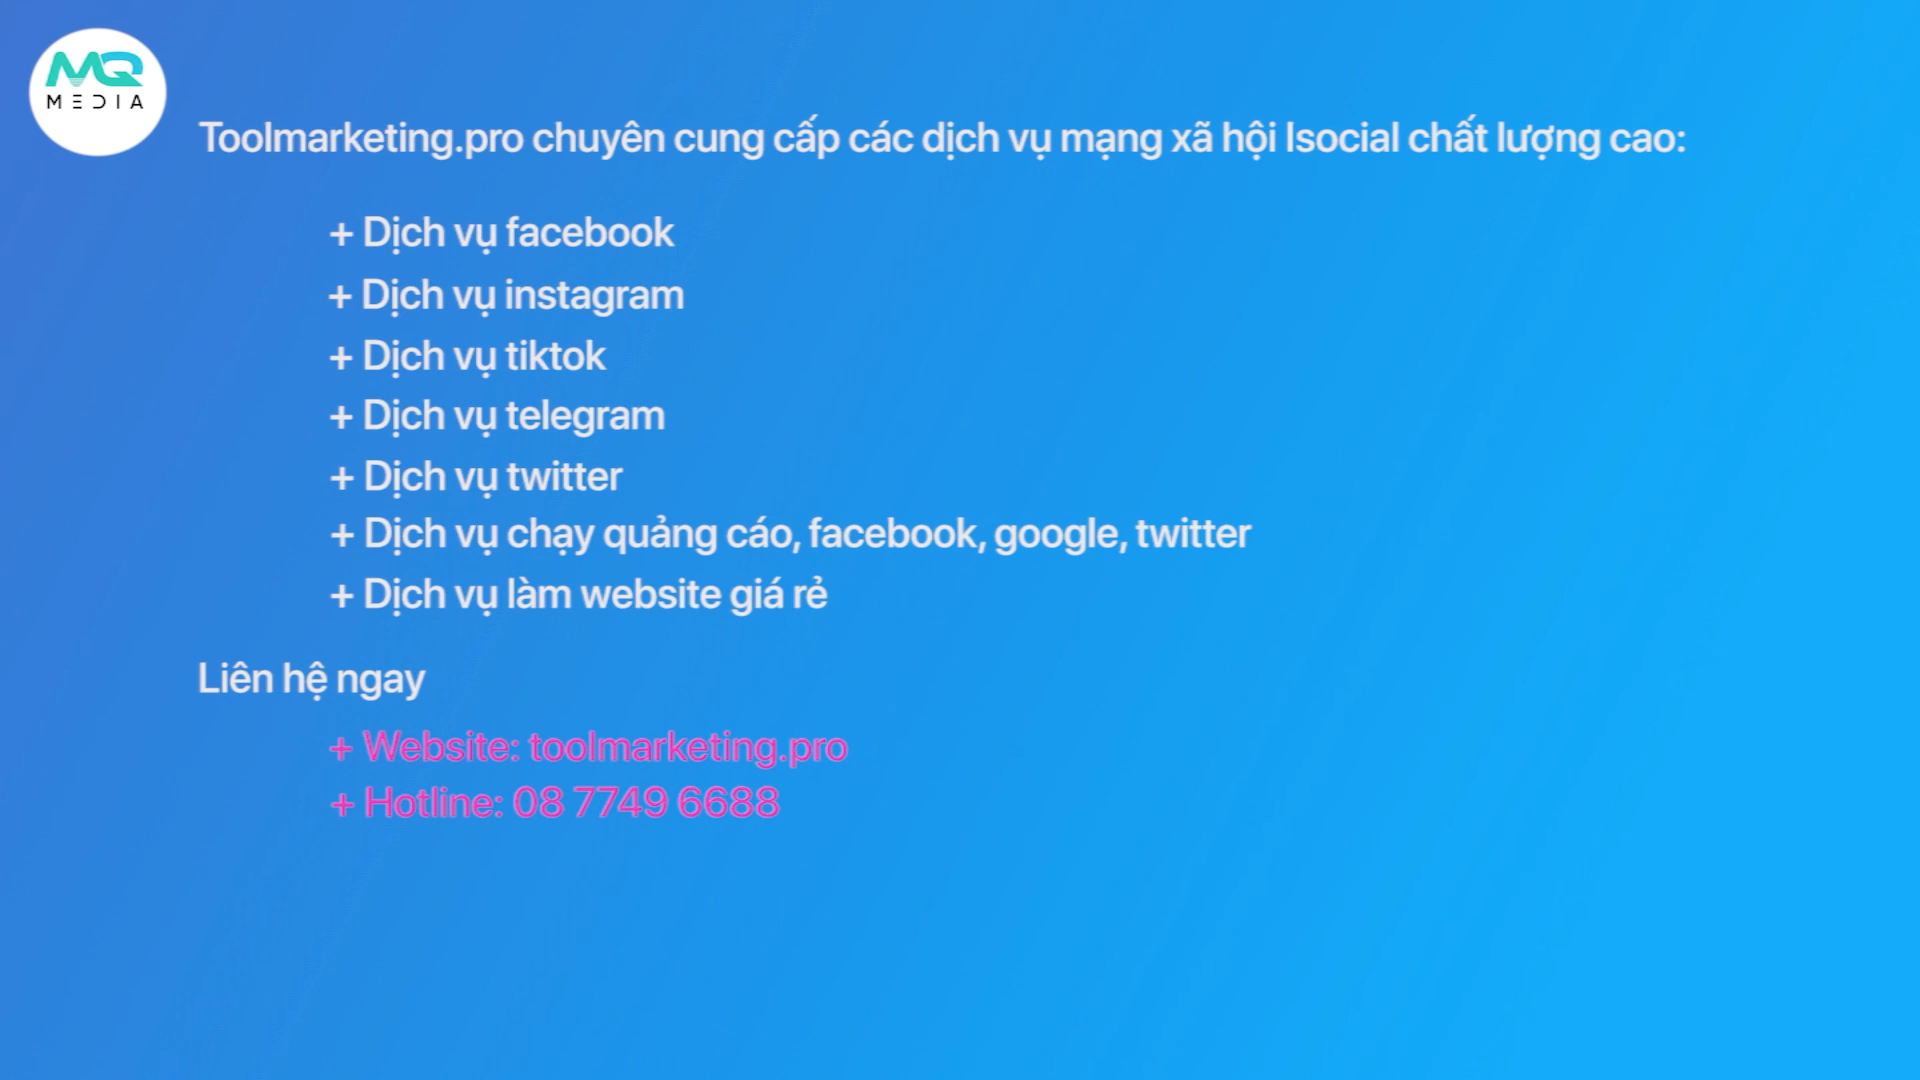 MQ
MEDIA
Toolmarketing.pro chuyên cung cấp các dịch vụ mạng xã hội Isocial chất lượng cao:
+ Dịch vụ facebook
+ Dịch vụ instagram
+ Dịch vụ tiktok
+ Dịch vụ telegram
+ Dịch vụ twitter
+ Dịch vụ chạy quảng cáo, facebook, google, twitter
+ Dịch vụ làm website giá rẻ
Liên hệ ngay
+ Website: toolmarketing.pro
+ Hotline: 08 7749 6688